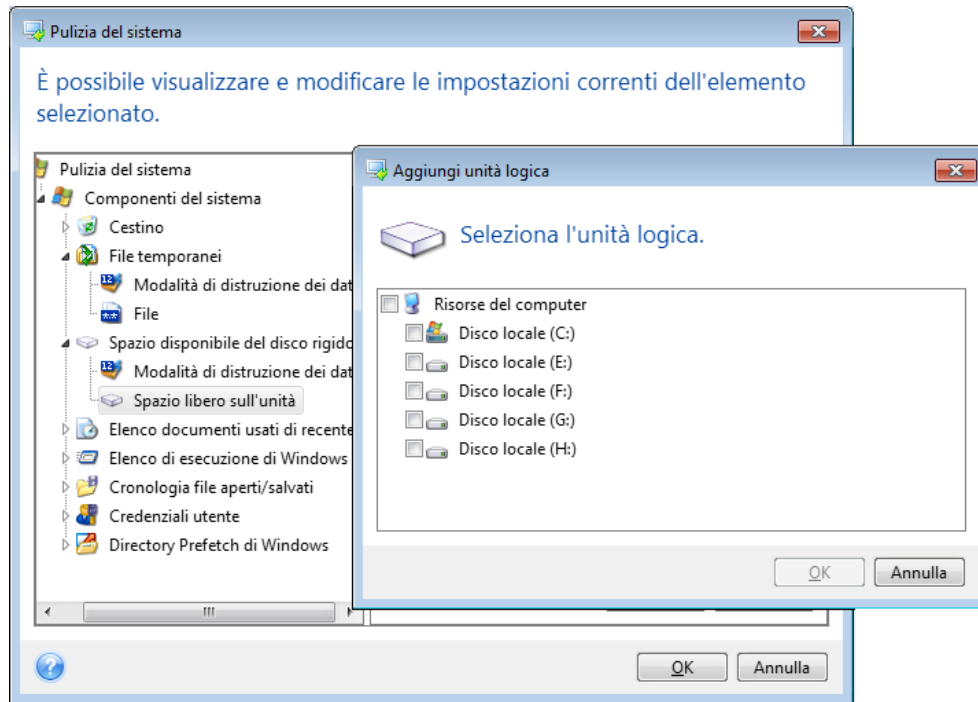 Pulizia del sistema
È possibile visualizzare e modificare le impostazioni correnti dell'elemento
selezionato.
Pulizia del sistema
Componenti del sistema
Cestino
File temporanei
Modalità di distruzione dei dat
File
Spazio disponibile del disco rigido
Modalità di distruzione dei dat
Spazio libero sull'unità
Elenco documenti usati di recente
Elenco di esecuzione di Windows
Cronologia file aperti/salvati
Credenziali utente
Directory Prefetch di Windows
OK Annulla
Aggiungi unità logica
Seleziona l'unità logica.
Risorse del computer
Disco locale (C:)
Disco locale (E:)
Disco locale (F:)
Disco locale (G:)
Disco locale (H:)
OK Annulla